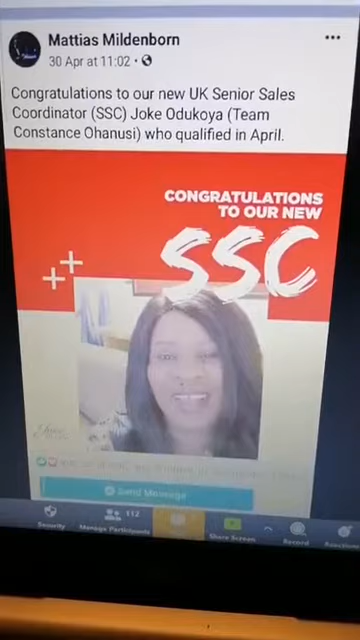 Mattias Mildenborn
30 Apr at 11:02 •
Congratulations to our new UK Senior Sales
Coordinator (SSC) Joke Odukoya (Team
Constance Ohanusi) who qualified in April.
CONGRATULATIONS
TO OUR NEW
SSC
Send Message
Security
Manage Participants
112
Share Screen
Record
Reactions